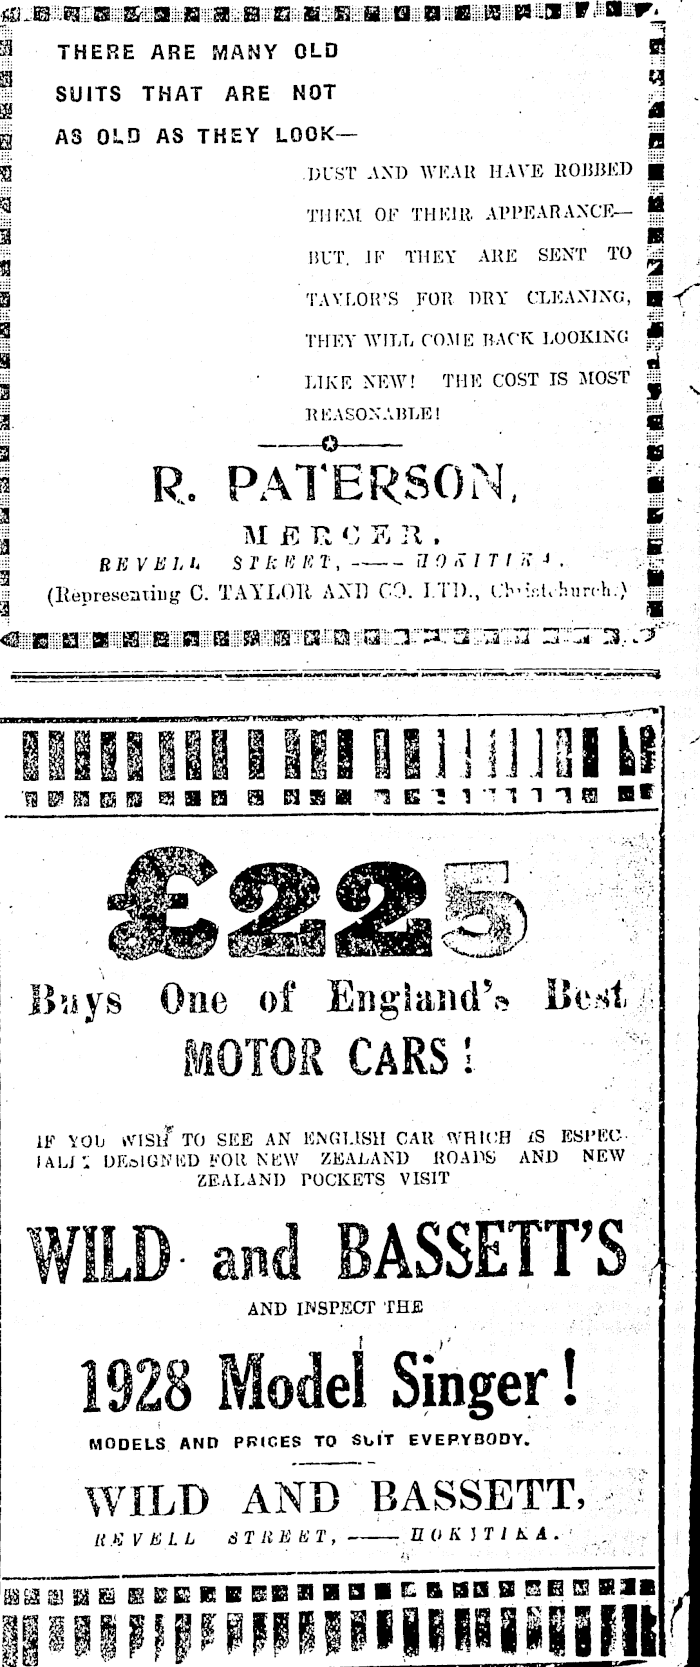 THERE ARE MANY OLD
SUITS THAT ARE NOT
AS OLD AS THEY LOOK—
DUST AND WEAR HAVE ROBBED
THEM OF THEIR APPEARANCE—
BUT, IF THEY ARE SENT TO
TAYLOR'S FOR DRY CLEANING,
THEY WILL COME BACK LOOKING
LIKE NEW! THE COST IS MOST
REASONABLE!
R. PATERSON,
MERCER.
REVELL STREET, —— HOKITIKA.
(Representing C. TAYLOR AND CO. LTD., Christchurch.)
£225
Buys One of England's Best
MOTOR CARS!
IF YOU WISH TO SEE AN ENGLISH CAR WHICH IS ESPEC-
IALLY DESIGNED FOR NEW ZEALAND ROADS AND NEW
ZEALAND POCKETS VISIT
WILD and BASSETT'S
AND INSPECT THE
1928 Model Singer!
MODELS AND PRICES TO SUIT EVERYBODY.
WILD AND BASSETT,
REVELL STREET, —— HOKITIKA.